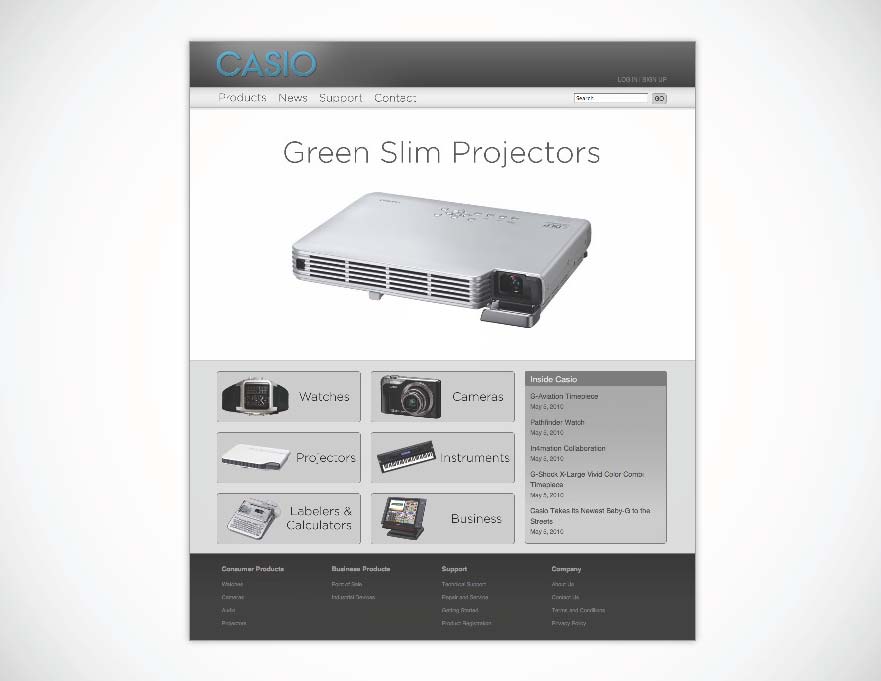 CASIO
LOG IN | SIGN UP
Products News Support Contact
Search
GO
Green Slim Projectors
Watches
Cameras
Projectors
Instruments
Labelers &
Calculators
Business
Inside Casio
G-Aviation Timepiece
May 5, 2010
Pathfinder Watch
May 5, 2010
In4mation Collaboration
May 5, 2010
G-Shock X-Large Vivid Color Combi
Timepiece
May 5, 2010
Casio Takes Its Newest Baby-G to the
Streets
May 5, 2010
Consumer Products
Watches
Cameras
Audio
Projectors
Business Products
Point of Sale
Industrial Devices
Support
Technical Support
Repair and Service
Getting Started
Product Registration
Company
About Us
Contact Us
Terms and Conditions
Privacy Policy